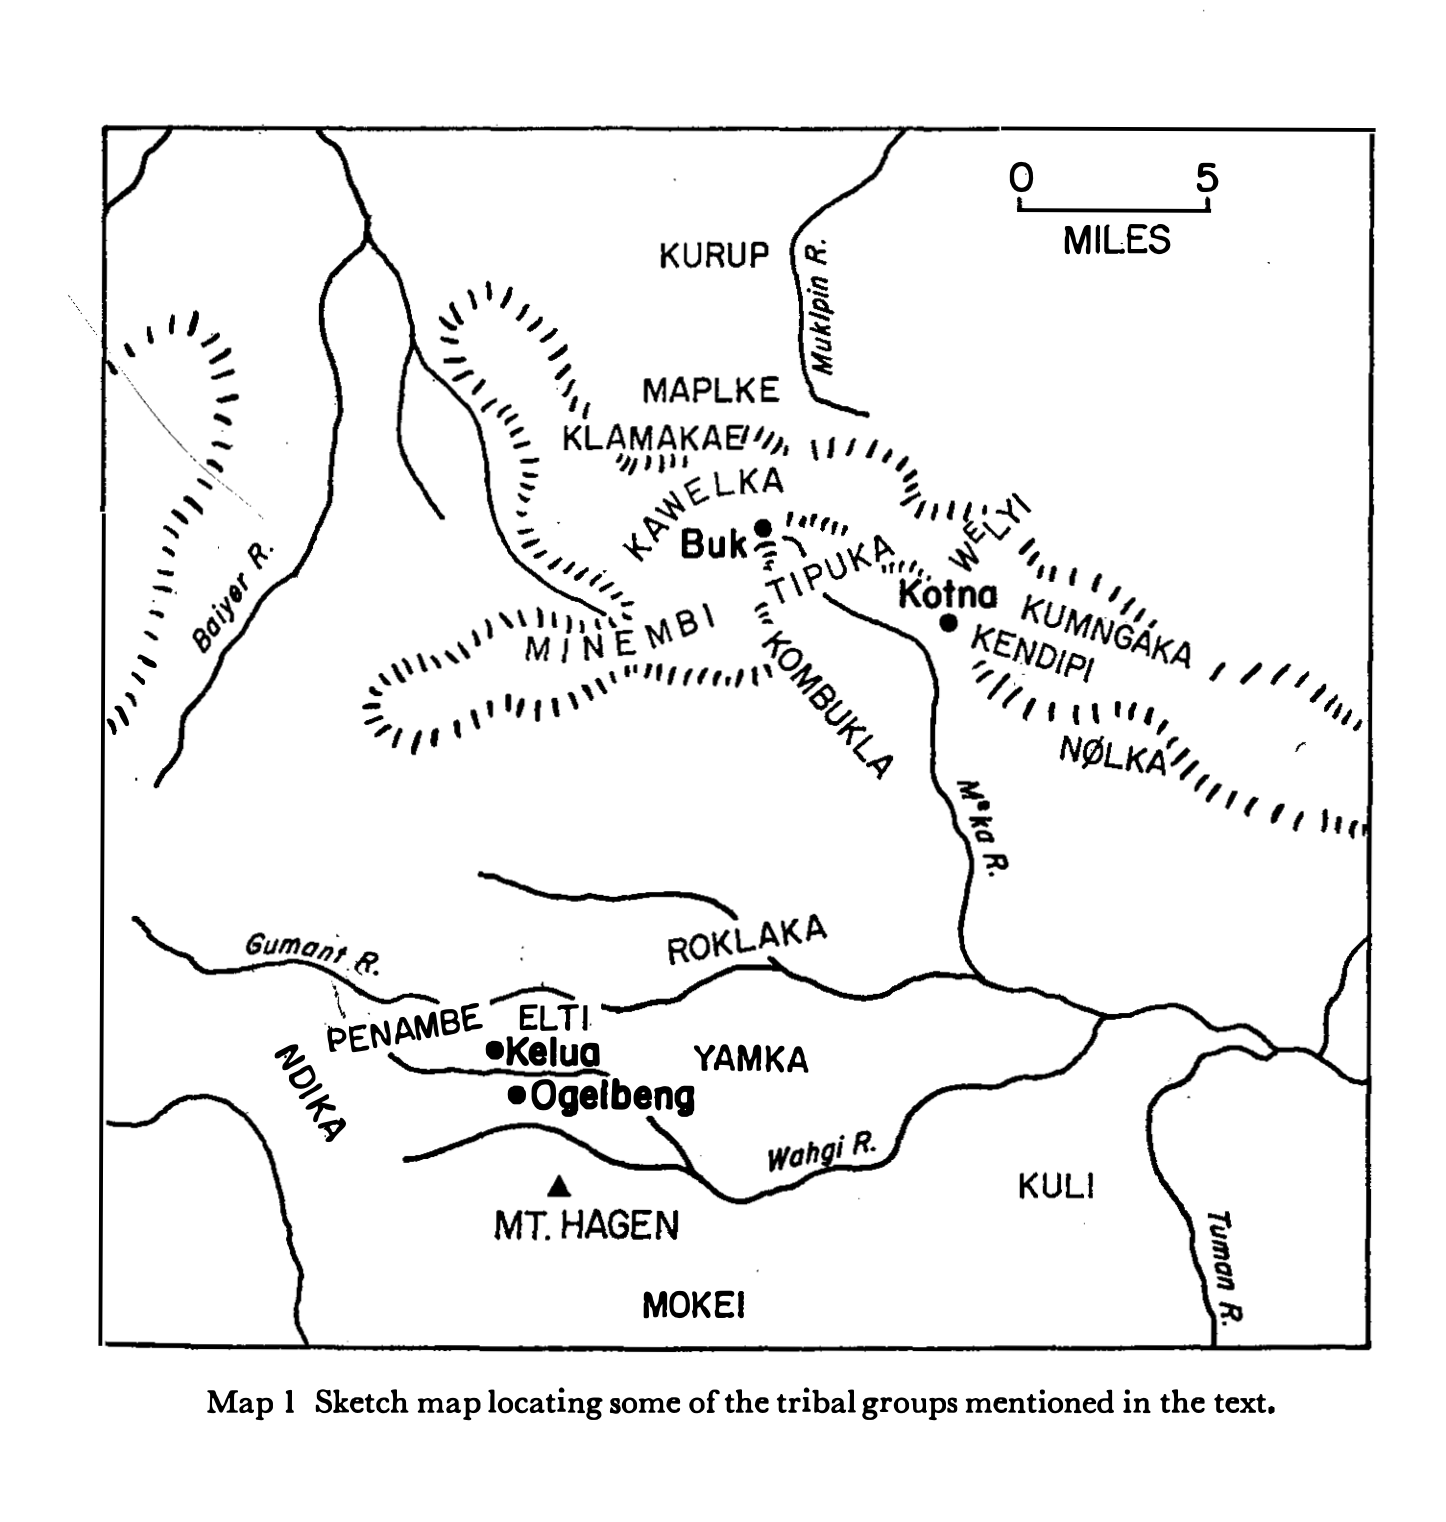 0 5
MILES
KURUP
Muklpin R.
MAPLKE
KLAMAKAE
KAWELKA
WELYI
Buk
TIPUKA
Baiyer R.
Kotna
KUMNGAKA
MINEMBI
KENDIPI
KOMBUKLA
NØLKA
Mɵka R.
ROKLAKA
Gumant R.
PENAMBE
ELTI
Kelua
YAMKA
NDIKA
Ogelbeng
Wahgi R.
KULI
MT. HAGEN
Tuman R.
MOKEI
Map 1 Sketch map locating some of the tribal groups mentioned in the text.